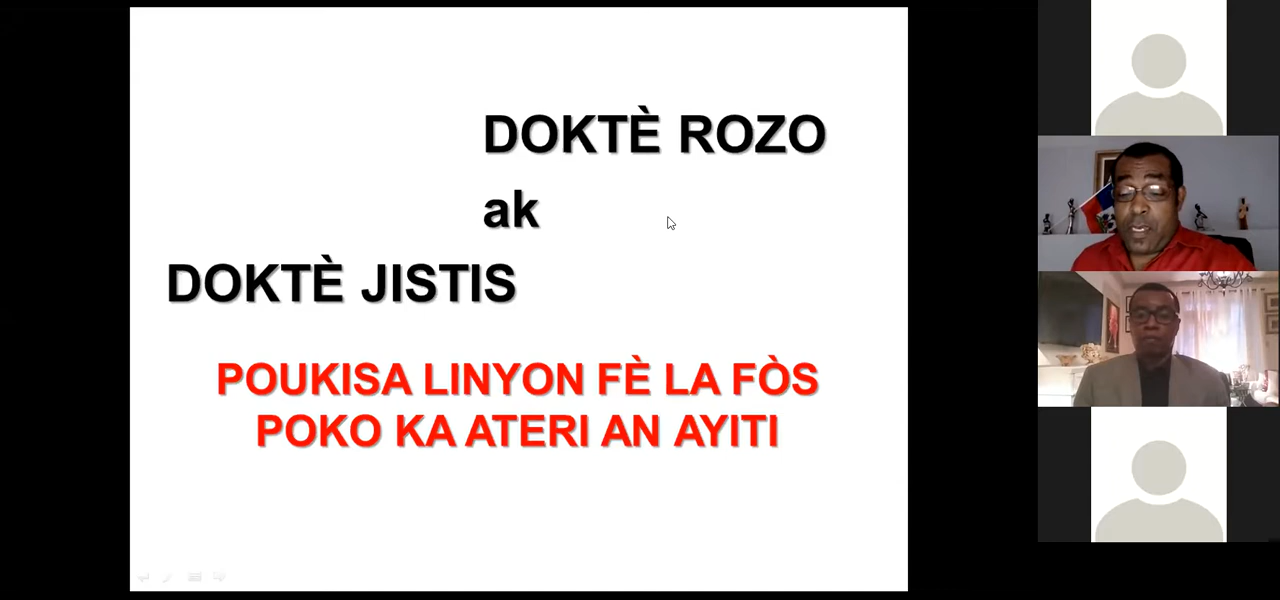 DOKTÈ ROZO
ak
DOKTÈ JISTIS
POUKISA LINYON FÈ LA FÒS
POKO KA ATERI AN AYITI